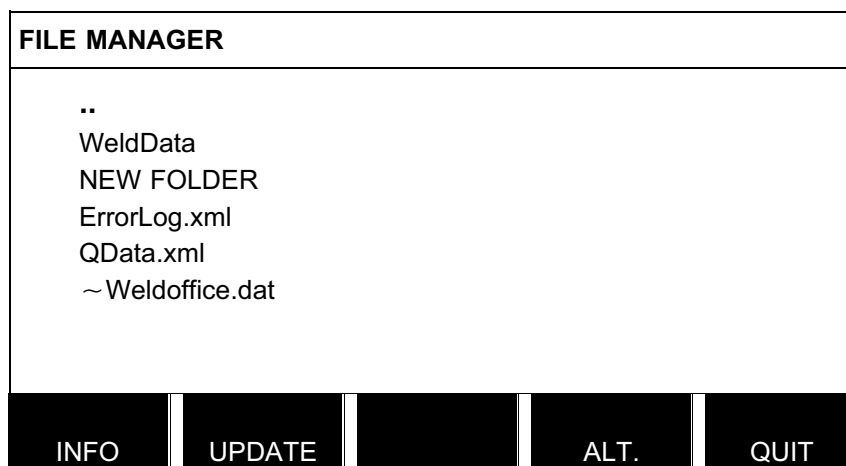 FILE MANAGER
..
WeldData
NEW FOLDER
ErrorLog.xml
QData.xml
~Weldoffice.dat
INFO UPDATE ALT. QUIT